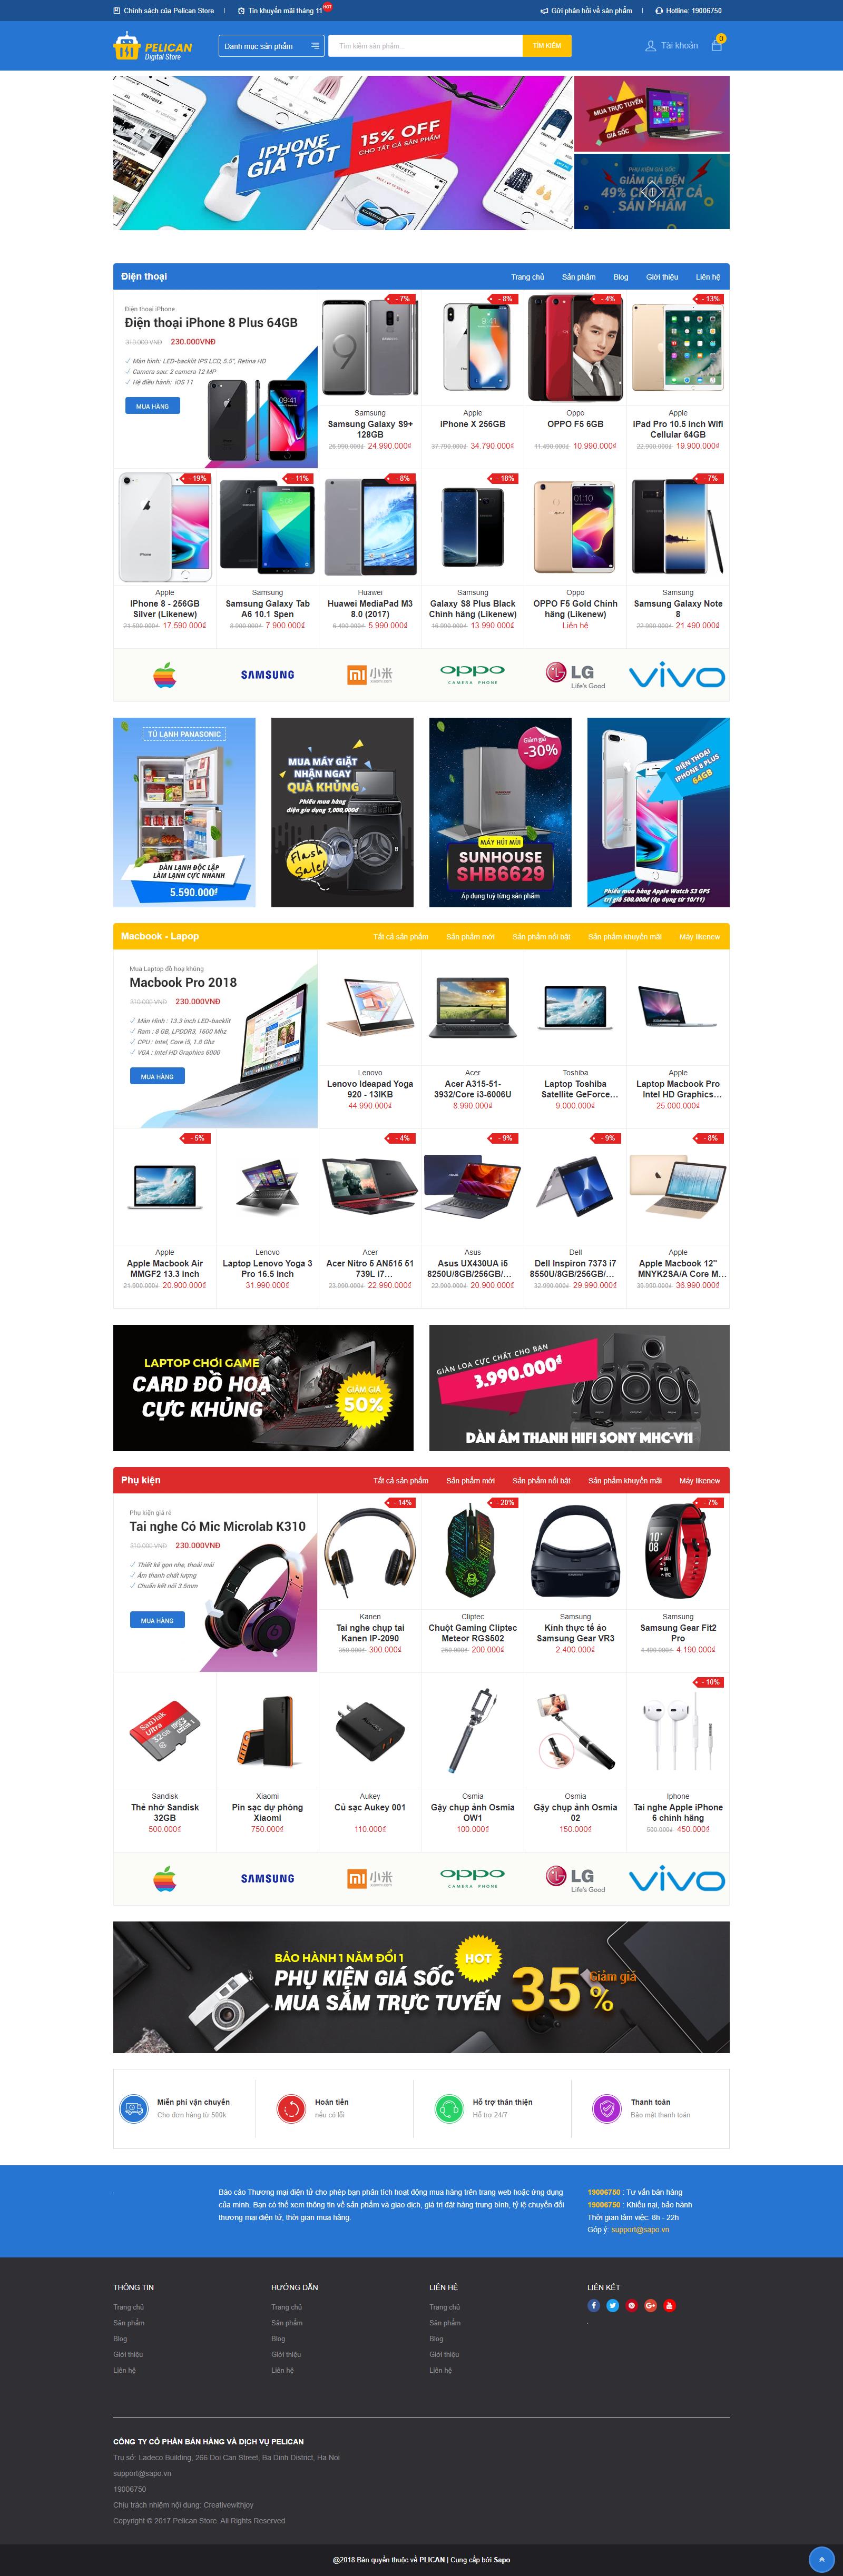 Chính sách của Pelican Store
Tin khuyến mãi tháng 11
HOT
Gửi phản hồi về sản phẩm
Hotline: 19006750
PELICAN
Digital Store
Danh mục sản phẩm
Tìm kiếm sản phẩm...
TÌM KIẾM
Tài khoản
0
IPHONE
GIÁ TỐT
15% OFF
CHO TẤT CẢ SẢN PHẨM
MUA TRỰC TUYẾN
GIÁ SỐC
PHỤ KIỆN GIÁ SỐC
GIẢM GIÁ ĐẾN
49% CHO TẤT CẢ
SẢN PHẨM
Điện thoại
Trang chủ
Sản phẩm
Blog
Giới thiệu
Liên hệ
Điện thoại iPhone
Điện thoại iPhone 8 Plus 64GB
310.000 VNĐ 230.000VNĐ
Màn hình: LED-backlit IPS LCD, 5.5", Retina HD
Camera sau: 2 camera 12 MP
Hệ điều hành: iOS 11
MUA HÀNG
- 7%
Samsung
Samsung Galaxy S9+
128GB
26.990.000₫ 24.990.000₫
- 8%
Apple
iPhone X 256GB
37.790.000₫ 34.790.000₫
- 4%
Oppo
OPPO F5 6GB
11.490.000₫ 10.990.000₫
- 13%
Apple
iPad Pro 10.5 inch Wifi
Cellular 64GB
22.900.000₫ 19.900.000₫
- 19%
Apple
IPhone 8 - 256GB
Silver (Likenew)
21.590.000₫ 17.590.000₫
- 11%
Samsung
Samsung Galaxy Tab
A6 10.1 Spen
8.900.000₫ 7.900.000₫
- 8%
Huawei
Huawei MediaPad M3
8.0 (2017)
6.490.000₫ 5.990.000₫
- 18%
Samsung
Galaxy S8 Plus Black
Chính hãng (Likenew)
16.990.000₫ 13.990.000₫
Oppo
OPPO F5 Gold Chính
hãng (Likenew)
Liên hệ
- 7%
Samsung
Samsung Galaxy Note
8
22.990.000₫ 21.490.000₫
SAMSUNG
小米
xiaomi.com
oppo
CAMERA PHONE
LG
Life's Good
VIVO
TỦ LẠNH PANASONIC
DÀN LẠNH ĐỘC LẬP
LÀM LẠNH CỰC NHANH
5.590.000₫
MUA MÁY GIẶT
NHẬN NGAY
QUÀ KHỦNG
Phiếu mua hàng
điện gia dụng 1,000,000đ
Flash
Sale!
Giảm giá
-30%
MÁY HÚT MÙI
SUNHOUSE
SHB6629
Áp dụng tuỳ từng sản phẩm
ĐIỆN THOẠI
IPHONE 8 PLUS
64GB
Phiếu mua hàng Apple Watch S3 GPS
trị giá 500.000đ (áp dụng từ 10/11)
Macbook - Lapop
Tất cả sản phẩm
Sản phẩm mới
Sản phẩm nổi bật
Sản phẩm khuyến mãi
Máy likenew
Mua Laptop đồ hoạ khủng
Macbook Pro 2018
310.000 VNĐ 230.000VNĐ
Màn Hình : 13.3 inch LED-backlit
Ram : 8 GB, LPDDR3, 1600 Mhz
CPU : Intel, Core i5, 1.8 Ghz
VGA : Intel HD Graphics 6000
MUA HÀNG
Lenovo
Lenovo Ideapad Yoga
920 - 13IKB
44.990.000₫
Acer
Acer A315-51-
3932/Core i3-6006U
8.990.000₫
Toshiba
Laptop Toshiba
Satellite GeForce...
9.000.000₫
Apple
Laptop Macbook Pro
Intel HD Graphics...
25.000.000₫
- 5%
Apple
Apple Macbook Air
MMGF2 13.3 inch
21.990.000₫ 20.900.000₫
Lenovo
Laptop Lenovo Yoga 3
Pro 16.5 inch
31.990.000₫
- 4%
Acer
Acer Nitro 5 AN515 51
739L i7...
23.990.000₫ 22.990.000₫
- 9%
Asus
Asus UX430UA i5
8250U/8GB/256GB/...
22.900.000₫ 20.900.000₫
- 9%
Dell
Dell Inspiron 7373 i7
8550U/8GB/256GB/...
32.990.000₫ 29.990.000₫
- 8%
Apple
Apple Macbook 12"
MNYK2SA/A Core M...
39.990.000₫ 36.990.000₫
LAPTOP CHƠI GAME
CARD ĐỒ HOẠ
CỰC KHỦNG
GIẢM GIÁ
50%
GIÀN LOA CỰC CHẤT CHO BẠN
3.990.000₫
DÀN ÂM THANH HIFI SONY MHC-V11
Phụ kiện
Tất cả sản phẩm
Sản phẩm mới
Sản phẩm nổi bật
Sản phẩm khuyến mãi
Máy likenew
Phụ kiện giá rẻ
Tai nghe Có Mic Microlab K310
310.000 VNĐ 230.000VNĐ
Thiết kế gọn nhẹ, thoải mái
Âm thanh chất lượng
Chuẩn kết nối 3.5mm
MUA HÀNG
- 14%
Kanen
Tai nghe chụp tai
Kanen IP-2090
350.000₫ 300.000₫
- 20%
Cliptec
Chuột Gaming Cliptec
Meteor RGS502
250.000₫ 200.000₫
Samsung
Kính thực tế ảo
Samsung Gear VR3
2.400.000₫
- 7%
Samsung
Samsung Gear Fit2
Pro
4.490.000₫ 4.190.000₫
Sandisk
Thẻ nhớ Sandisk
32GB
500.000₫
Xiaomi
Pin sạc dự phòng
Xiaomi
750.000₫
Aukey
Củ sạc Aukey 001
110.000₫
Osmia
Gậy chụp ảnh Osmia
OW1
100.000₫
Osmia
Gậy chụp ảnh Osmia
02
150.000₫
- 10%
Iphone
Tai nghe Apple iPhone
6 chính hãng
500.000₫ 450.000₫
SAMSUNG
小米
xiaomi.com
oppo
CAMERA PHONE
LG
Life's Good
VIVO
BẢO HÀNH 1 NĂM ĐỔI 1
PHỤ KIỆN GIÁ SỐC
MUA SẮM TRỰC TUYẾN
HOT
35%
Giảm giá
Miễn phí vận chuyển
Cho đơn hàng từ 500k
Hoàn tiền
nếu có lỗi
Hỗ trợ thân thiện
Hỗ trợ 24/7
Thanh toán
Bảo mật thanh toán
Báo cáo Thương mại điện tử cho phép bạn phân tích hoạt động mua hàng trên trang web hoặc ứng dụng
của mình. Bạn có thể xem thông tin về sản phẩm và giao dịch, giá trị đặt hàng trung bình, tỷ lệ chuyển đổi
thương mại điện tử, thời gian mua hàng.
19006750 : Tư vấn bán hàng
19006750 : Khiếu nại, bảo hành
Thời gian làm việc: 8h - 22h
Góp ý: support@sapo.vn
THÔNG TIN
Trang chủ
Sản phẩm
Blog
Giới thiệu
Liên hệ
HƯỚNG DẪN
Trang chủ
Sản phẩm
Blog
Giới thiệu
Liên hệ
LIÊN HỆ
Trang chủ
Sản phẩm
Blog
Giới thiệu
Liên hệ
LIÊN KẾT
CÔNG TY CỔ PHẦN BÁN HÀNG VÀ DỊCH VỤ PELICAN
Trụ sở: Ladeco Building, 266 Doi Can Street, Ba Dinh District, Ha Noi
support@sapo.vn
19006750
Chịu trách nhiệm nội dung: Creativewithjoy
Copyright © 2017 Pelican Store. All Rights Reserved
@2018 Bản quyền thuộc về PLICAN | Cung cấp bởi Sapo